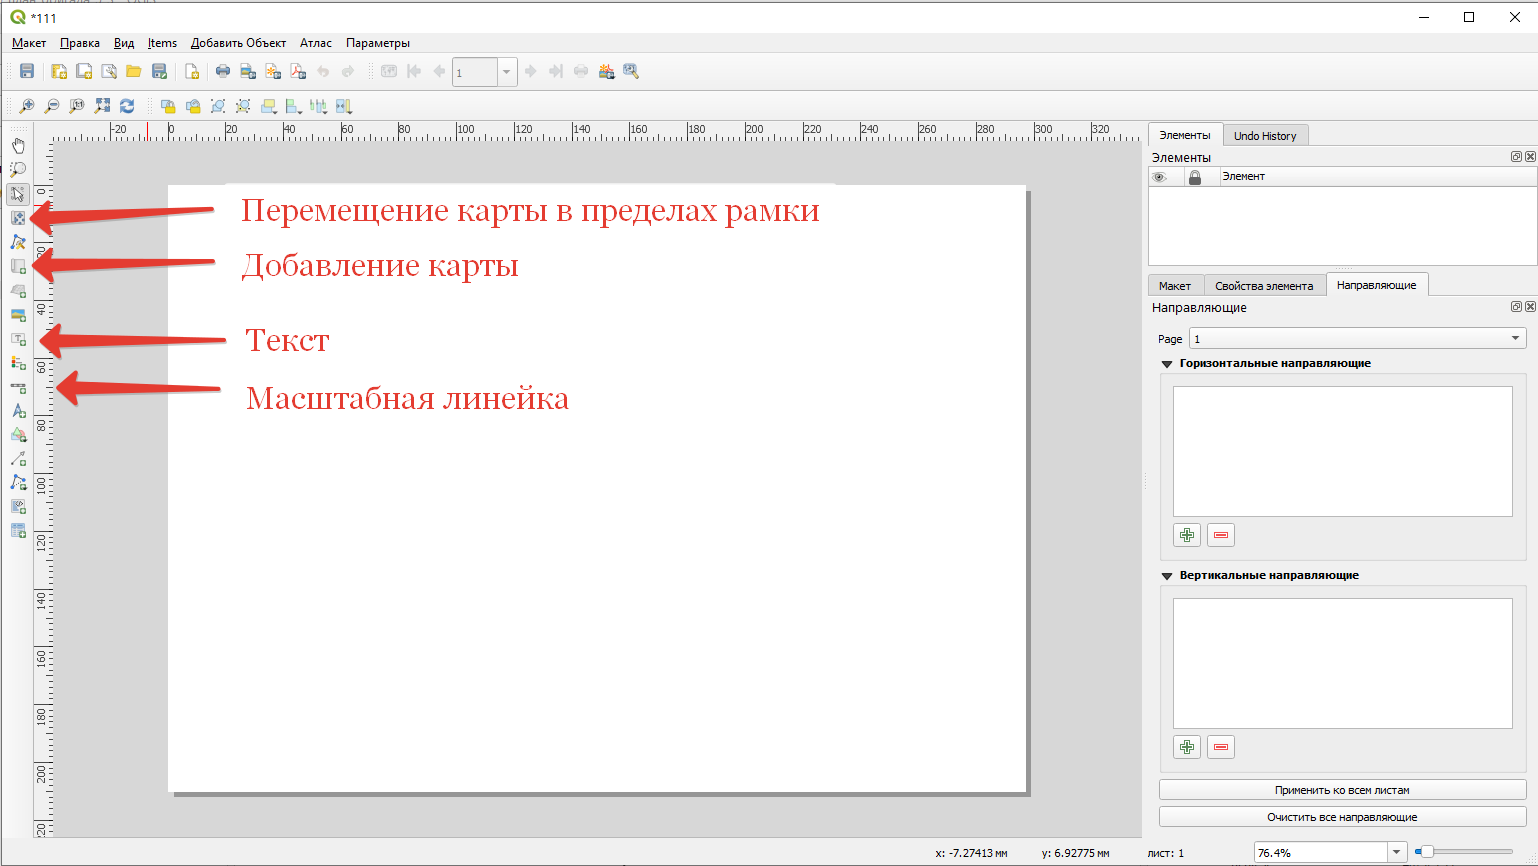 *111
Макет Правка Вид Items Добавить Объект Атлас Параметры
1
-20 0 20 40 60 80 100 120 140 160 180 200 220 240 260 280 300 320
0
20
40
60
80
100
120
140
160
180
200
220
Перемещение карты в пределах рамки
Добавление карты
Текст
Масштабная линейка
Элементы Undo History
Элементы
Элемент
Макет Свойства элемента Направляющие
Направляющие
Page 1
Горизонтальные направляющие
Вертикальные направляющие
Применить ко всем листам
Очистить все направляющие
x: -7.27413 мм y: 6.92775 мм лист: 1 76.4%